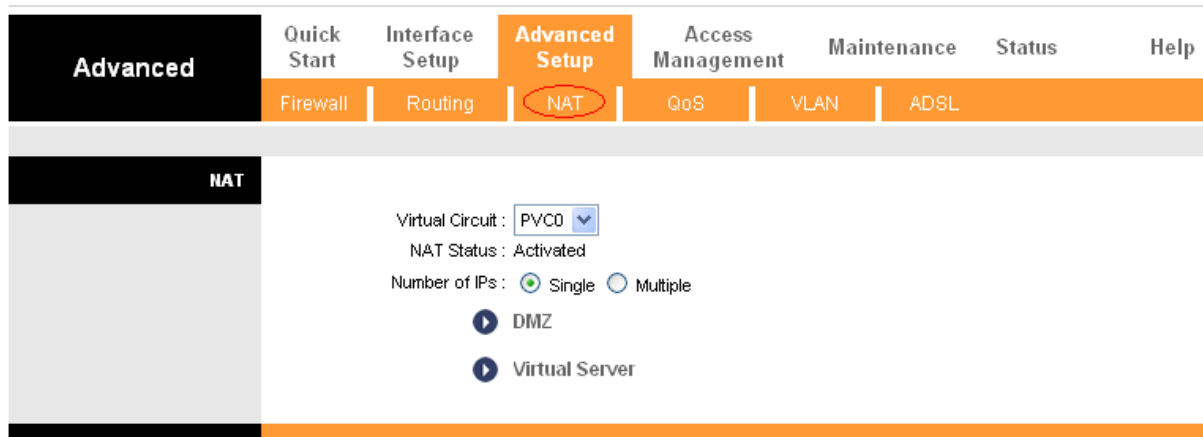 Advanced
Quick Start
Interface Setup
Advanced Setup
Access Management
Maintenance
Status
Help
Firewall
Routing
NAT
QoS
VLAN
ADSL
NAT
Virtual Circuit : PVC0
NAT Status : Activated
Number of IPs : Single Multiple
DMZ
Virtual Server